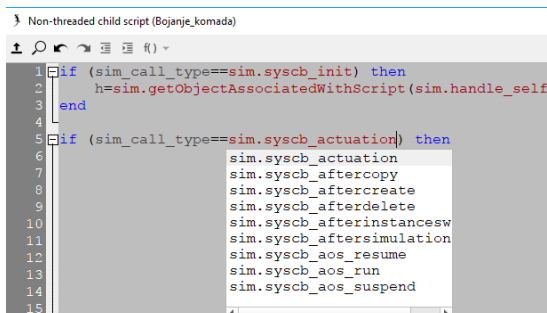 Non-threaded child script (Bojanje_komada)
f()
1 if (sim_call_type==sim.syscb_init) then
2 h=sim.getObjectAssociatedWithScript(sim.handle_self
3 end
4
5 if (sim_call_type==sim.syscb_actuation) then
6 sim.syscb_actuation
7 sim.syscb_aftercopy
8 sim.syscb_aftercreate
9 sim.syscb_afterdelete
10 sim.syscb_afterinstancesw
11 sim.syscb_aftersimulation
12 sim.syscb_aos_resume
13 sim.syscb_aos_run
14 sim.syscb_aos_suspend
15